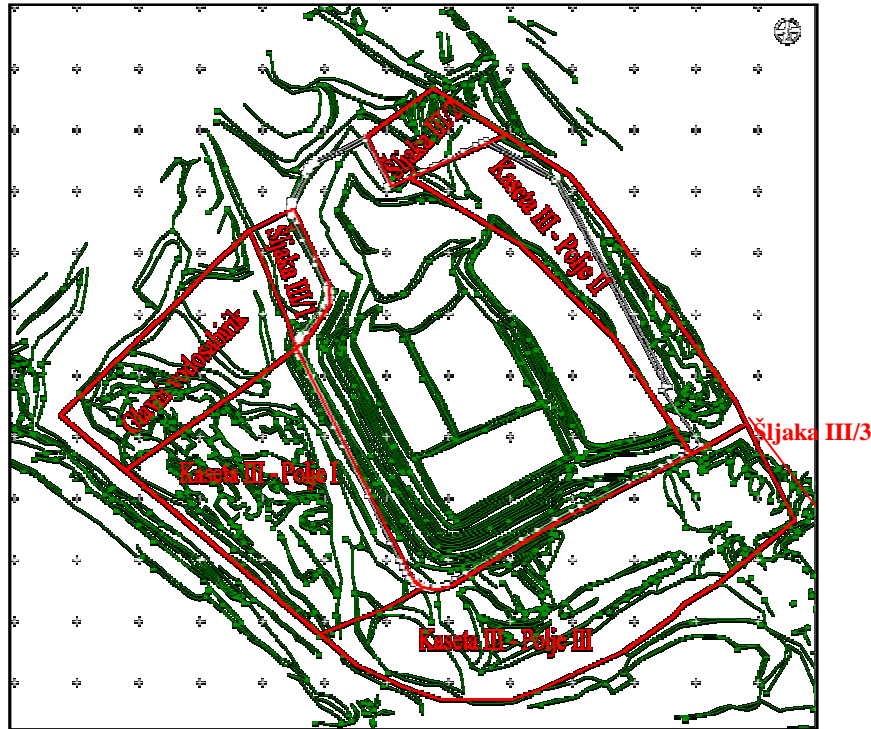 Šljaka III/2
Kaseta III - Polje II
Šljaka III/1
Glavni vodosabirnik
Šljaka III/3
Kaseta III - Polje I
Kaseta III - Polje III